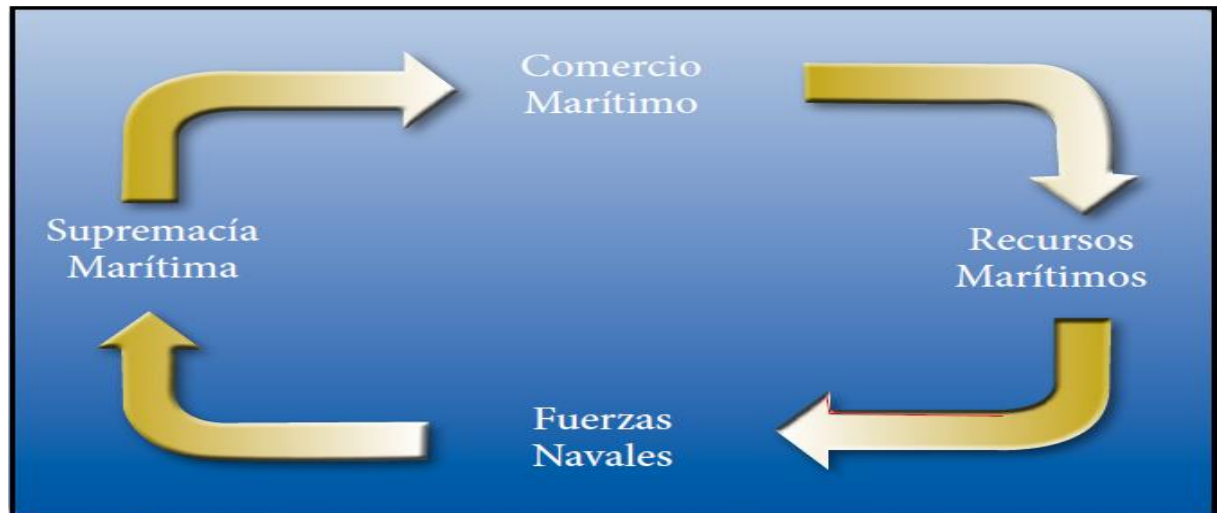 Comercio
Marítimo
Supremacía
Marítima
Recursos
Marítimos
Fuerzas
Navales